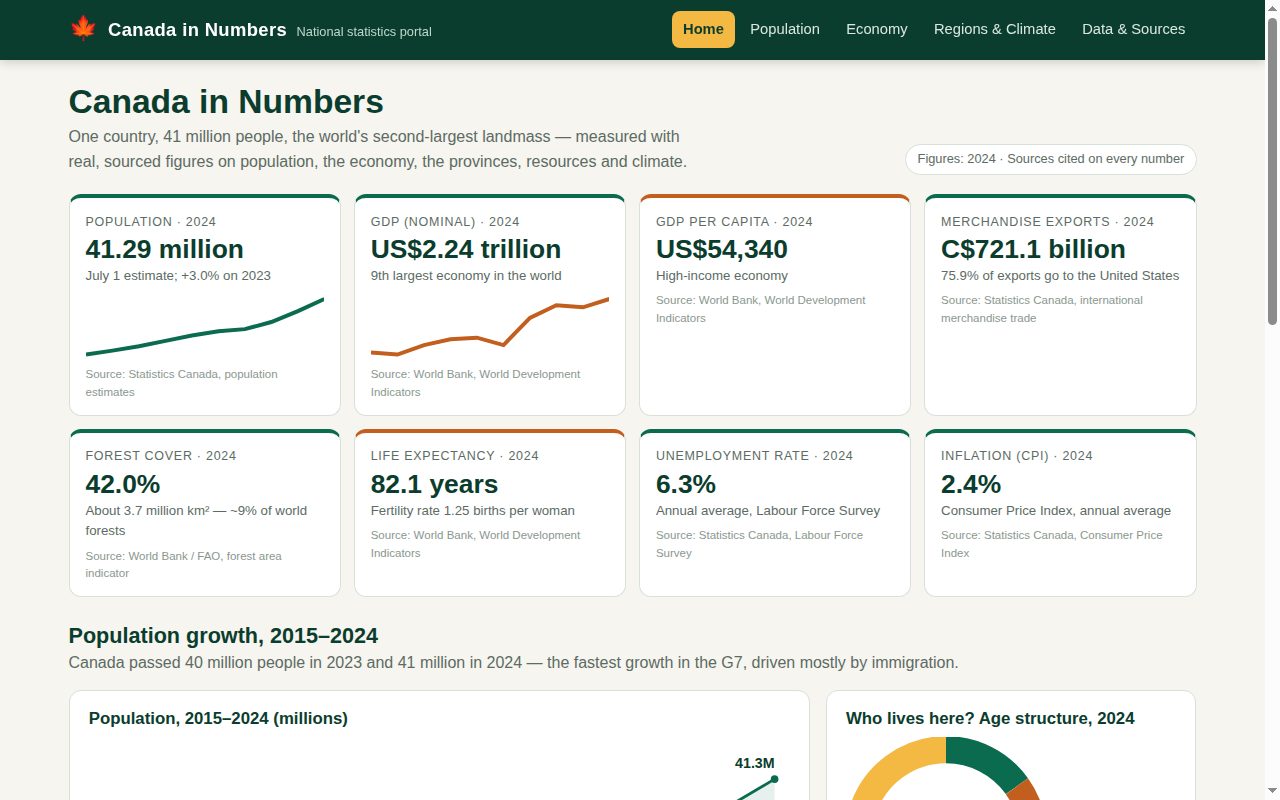 Canada in Numbers National statistics portal
Home Population Economy Regions & Climate Data & Sources
Canada in Numbers
One country, 41 million people, the world's second-largest landmass — measured with
real, sourced figures on population, the economy, the provinces, resources and climate.
Figures: 2024 · Sources cited on every number
POPULATION · 2024
41.29 million
July 1 estimate; +3.0% on 2023
Source: Statistics Canada, population
estimates
GDP (NOMINAL) · 2024
US$2.24 trillion
9th largest economy in the world
Source: World Bank, World Development
Indicators
GDP PER CAPITA · 2024
US$54,340
High-income economy
Source: World Bank, World Development
Indicators
MERCHANDISE EXPORTS · 2024
C$721.1 billion
75.9% of exports go to the United States
Source: Statistics Canada, international
merchandise trade
FOREST COVER · 2024
42.0%
About 3.7 million km² — ~9% of world
forests
Source: World Bank / FAO, forest area
indicator
LIFE EXPECTANCY · 2024
82.1 years
Fertility rate 1.25 births per woman
Source: World Bank, World Development
Indicators
UNEMPLOYMENT RATE · 2024
6.3%
Annual average, Labour Force Survey
Source: Statistics Canada, Labour Force
Survey
INFLATION (CPI) · 2024
2.4%
Consumer Price Index, annual average
Source: Statistics Canada, Consumer Price
Index
Population growth, 2015–2024
Canada passed 40 million people in 2023 and 41 million in 2024 — the fastest growth in the G7, driven mostly by immigration.
Population, 2015–2024 (millions)
41.3M
Who lives here? Age structure, 2024